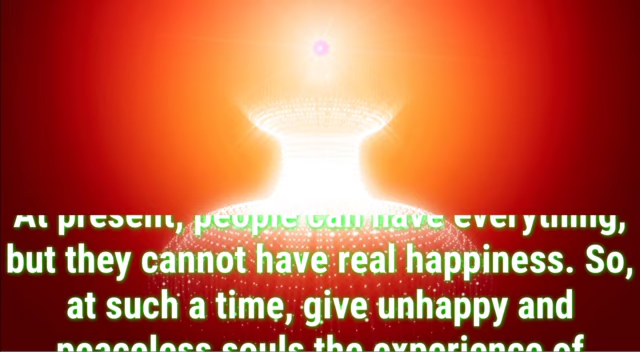 At present, people can have everything,
but they cannot have real happiness. So,
at such a time, give unhappy and
peaceless souls the experience of